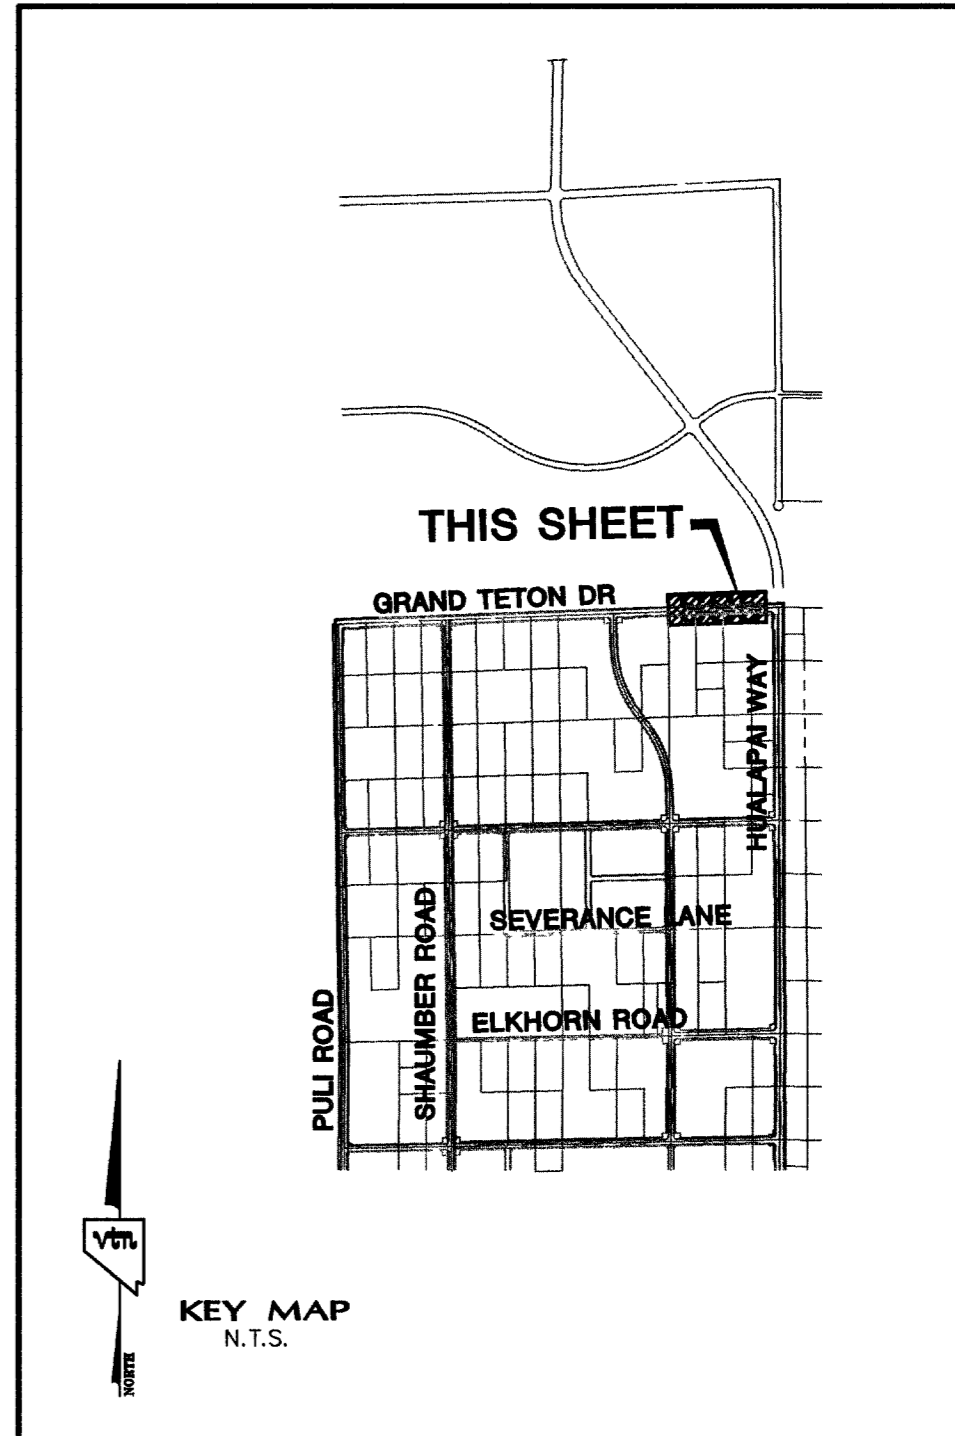 THIS SHEET
GRAND TETON DR
HUALAPAI WAY
SEVERANCE LANE
SHAUMBER ROAD
PULI ROAD
ELKHORN ROAD
vtn
KEY MAP
N.T.S.
NORTH